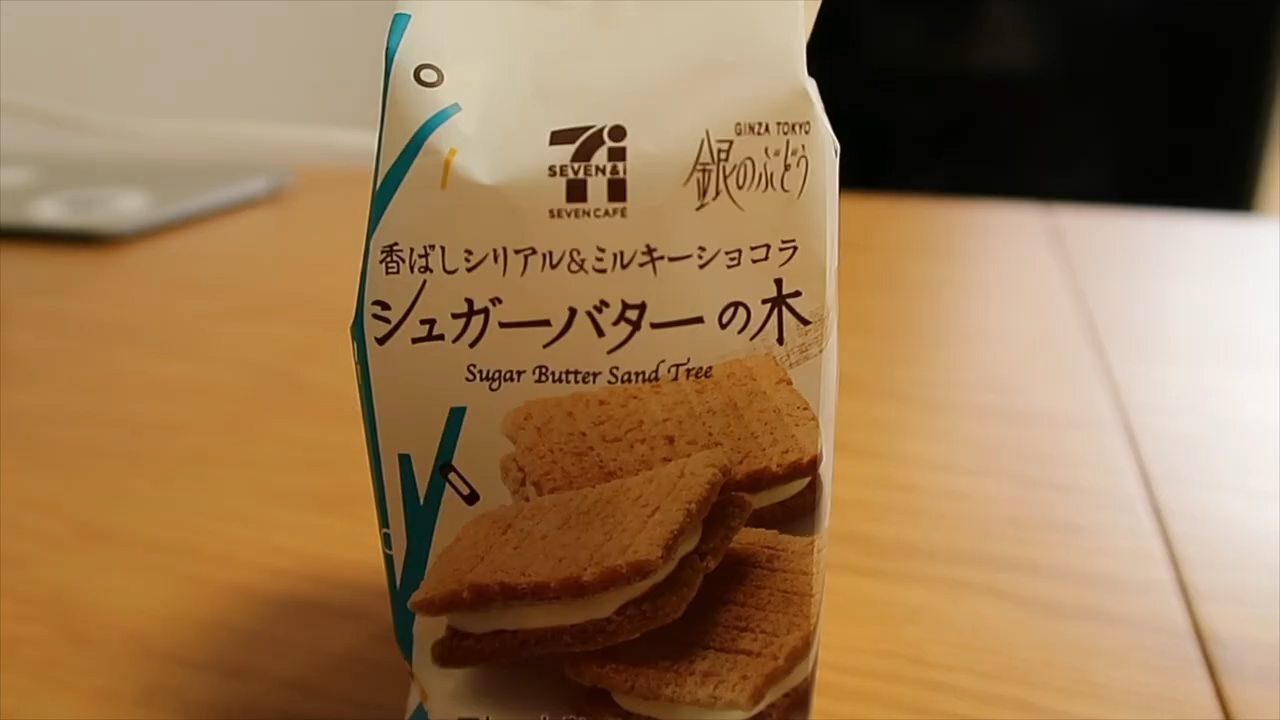 GINZA TOKYO
銀のぶどう
SEVEN&i
SEVEN CAFÉ
香ばしシリアル&ミルキーショコラ
シュガーバターの木
Sugar Butter Sand Tree